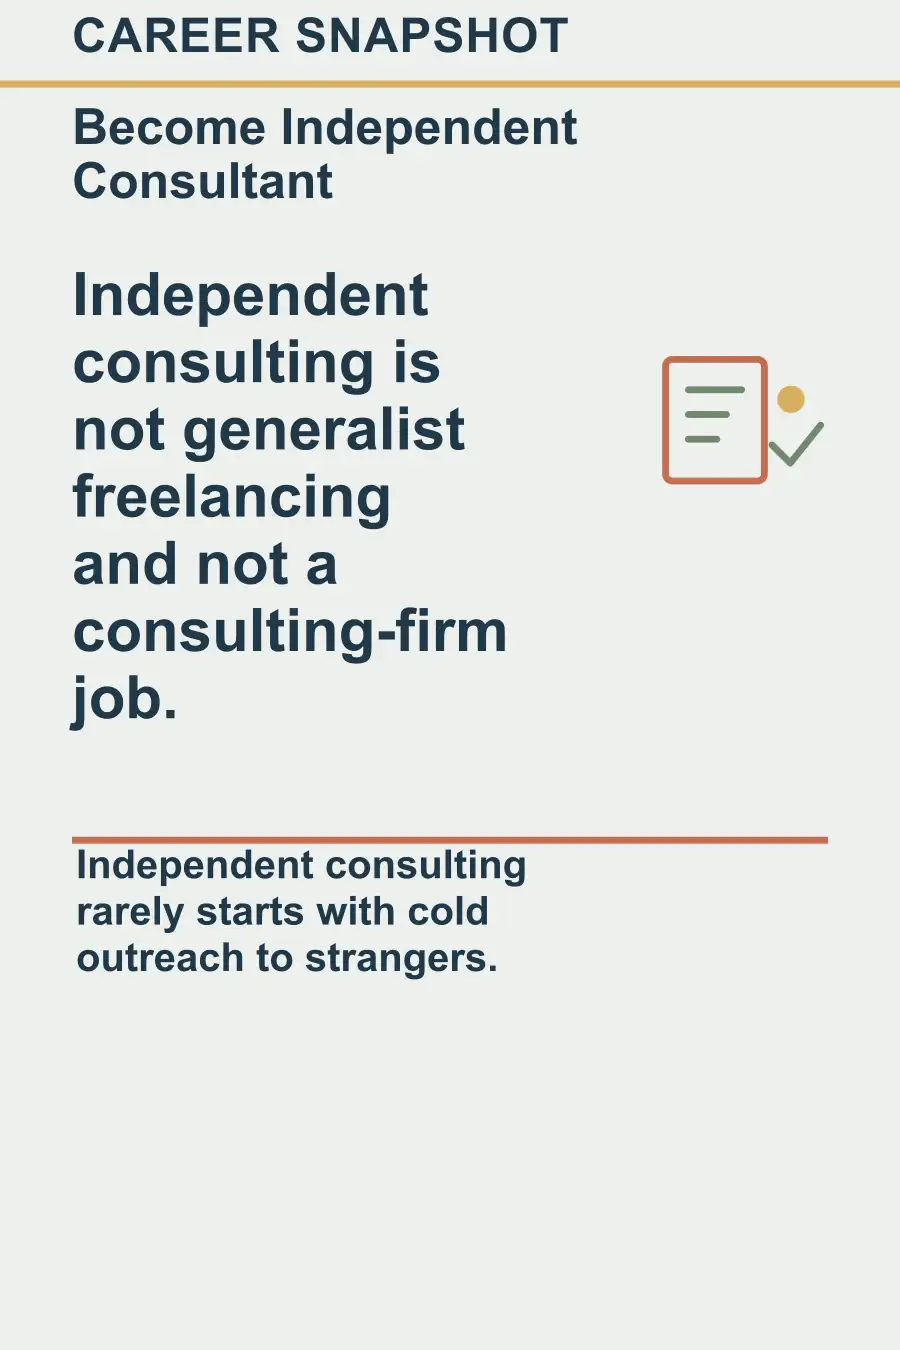 CAREER SNAPSHOT
Become Independent
Consultant
Independent
consulting is
not generalist
freelancing
and not a
consulting-firm
job.
Independent consulting
rarely starts with cold
outreach to strangers.